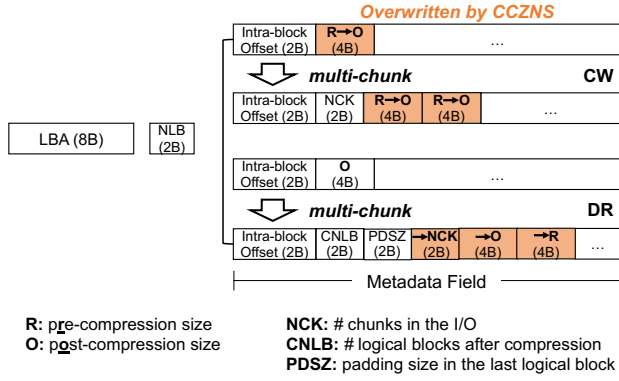 Overwritten by CCZNS
Intra-block Offset (2B)
R→O (4B)
...
multi-chunk
CW
Intra-block Offset (2B)
NCK (2B)
R→O (4B)
R→O (4B)
...
LBA (8B)
NLB (2B)
Intra-block Offset (2B)
O (4B)
...
multi-chunk
DR
Intra-block Offset (2B)
CNLB (2B)
PDSZ (2B)
→NCK (2B)
→O (4B)
→R (4B)
...
Metadata Field
R: pre-compression size
O: post-compression size
NCK: # chunks in the I/O
CNLB: # logical blocks after compression
PDSZ: padding size in the last logical block